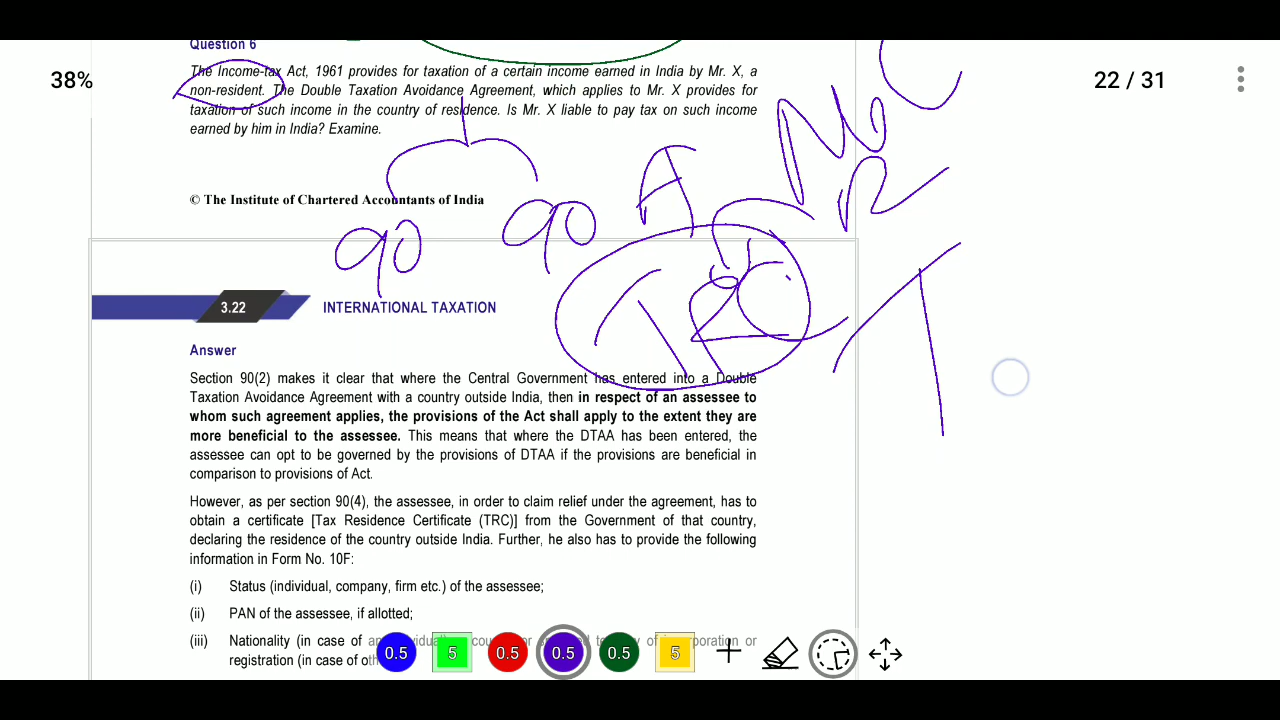 Question 6
38%
The Income-tax Act, 1961 provides for taxation of a certain income earned in India by Mr. X, a
22 / 31
non-resident. The Double Taxation Avoidance Agreement, which applies to Mr. X provides for
taxation of such income in the country of residence. Is Mr. X liable to pay tax on such income
earned by him in India? Examine.
© The Institute of Chartered Accountants of India
90 90 A
TRC
3.22 INTERNATIONAL TAXATION
Answer
Section 90(2) makes it clear that where the Central Government has entered into a Double
Taxation Avoidance Agreement with a country outside India, then in respect of an assessee to
whom such agreement applies, the provisions of the Act shall apply to the extent they are
more beneficial to the assessee. This means that where the DTAA has been entered, the
assessee can opt to be governed by the provisions of DTAA if the provisions are beneficial in
comparison to provisions of Act.
However, as per section 90(4), the assessee, in order to claim relief under the agreement, has to
obtain a certificate [Tax Residence Certificate (TRC)] from the Government of that country,
declaring the residence of the country outside India. Further, he also has to provide the following
information in Form No. 10F:
(i) Status (individual, company, firm etc.) of the assessee;
(ii) PAN of the assessee, if allotted;
(iii) Nationality (in case of
registration (in case of
0.5 5 0.5 0.5 0.5 5